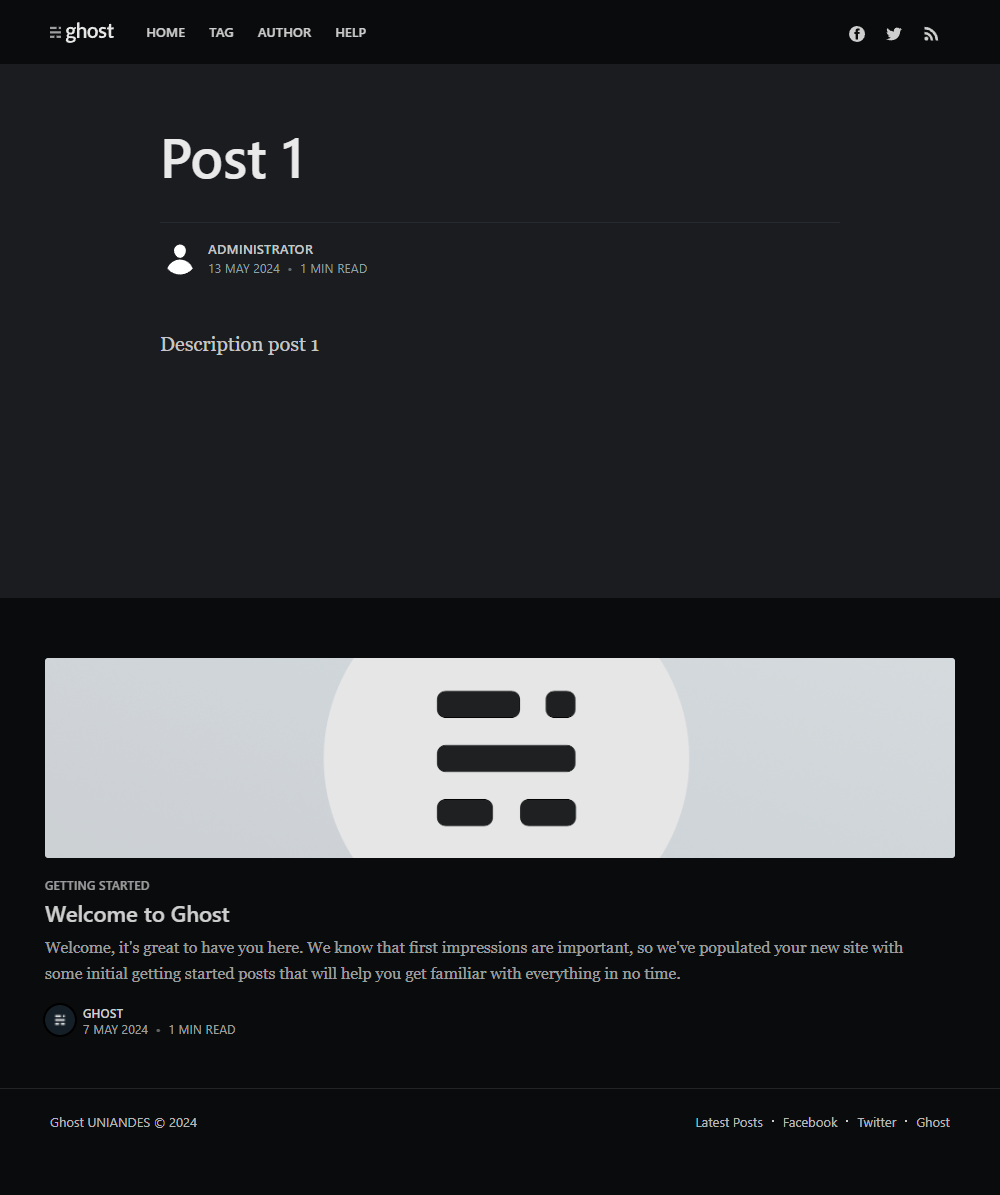 ghost
HOME TAG AUTHOR HELP
Post 1
ADMINISTRATOR
13 MAY 2024 • 1 MIN READ
Description post 1
GETTING STARTED
Welcome to Ghost
Welcome, it's great to have you here. We know that first impressions are important, so we've populated your new site with
some initial getting started posts that will help you get familiar with everything in no time.
GHOST
7 MAY 2024 • 1 MIN READ
Ghost UNIANDES © 2024
Latest Posts · Facebook · Twitter · Ghost